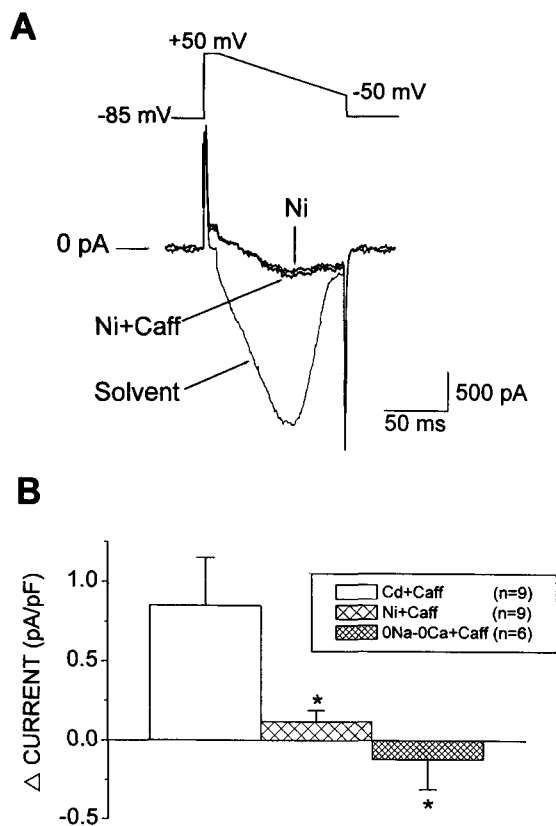 A
+50 mV
-50 mV
-85 mV
Ni
0 pA
Ni+Caff
Solvent
500 pA
50 ms
B
△ CURRENT (pA/pF)
1.0
0.5
0.0
-0.5
Cd+Caff (n=9)
Ni+Caff (n=9)
0Na-0Ca+Caff (n=6)
*
*